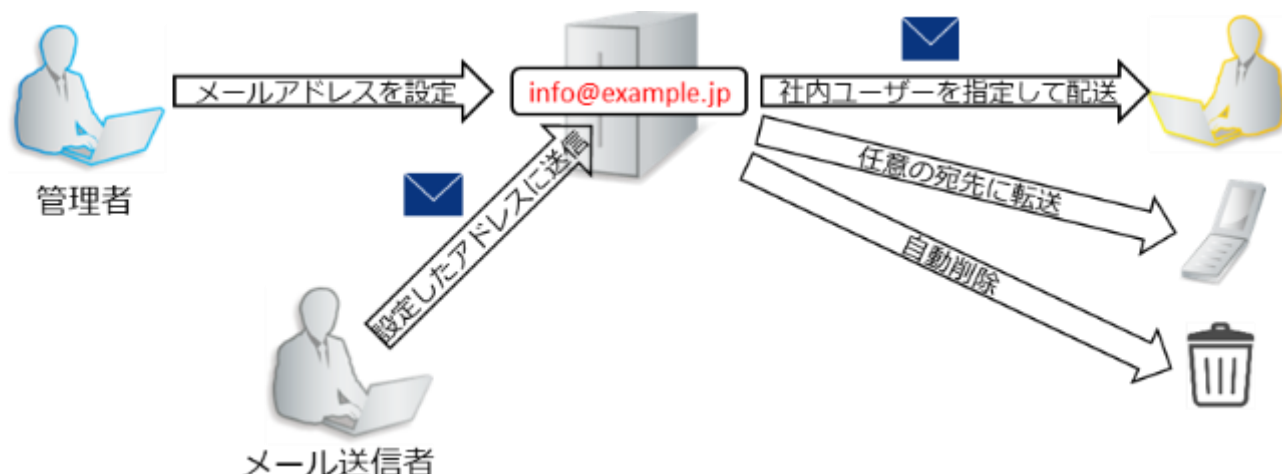 メールアドレスを設定
info@example.jp
社内ユーザーを指定して配送
任意の宛先に転送
自動削除
管理者
設定したアドレスに送信
メール送信者